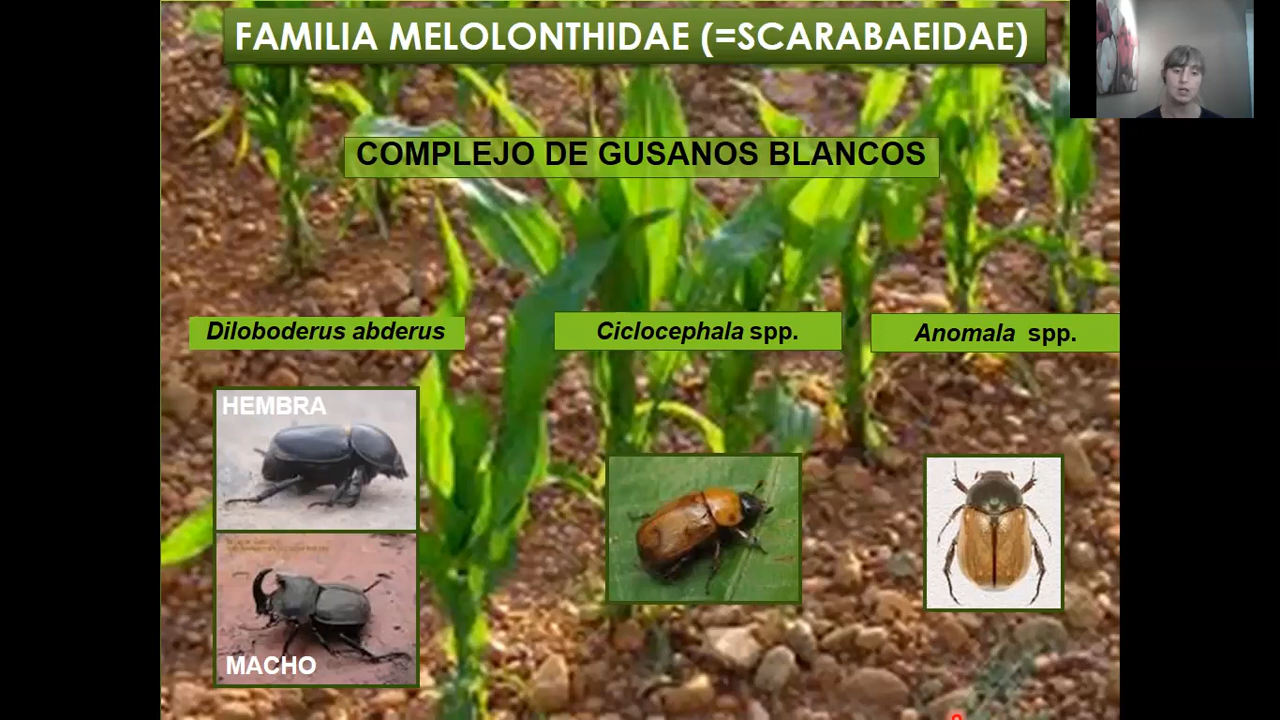 FAMILIA MELOLONTHIDAE (=SCARABAEIDAE)
COMPLEJO DE GUSANOS BLANCOS
Diloboderus abderus
Ciclocephala spp.
Anomala spp.
HEMBRA
MACHO